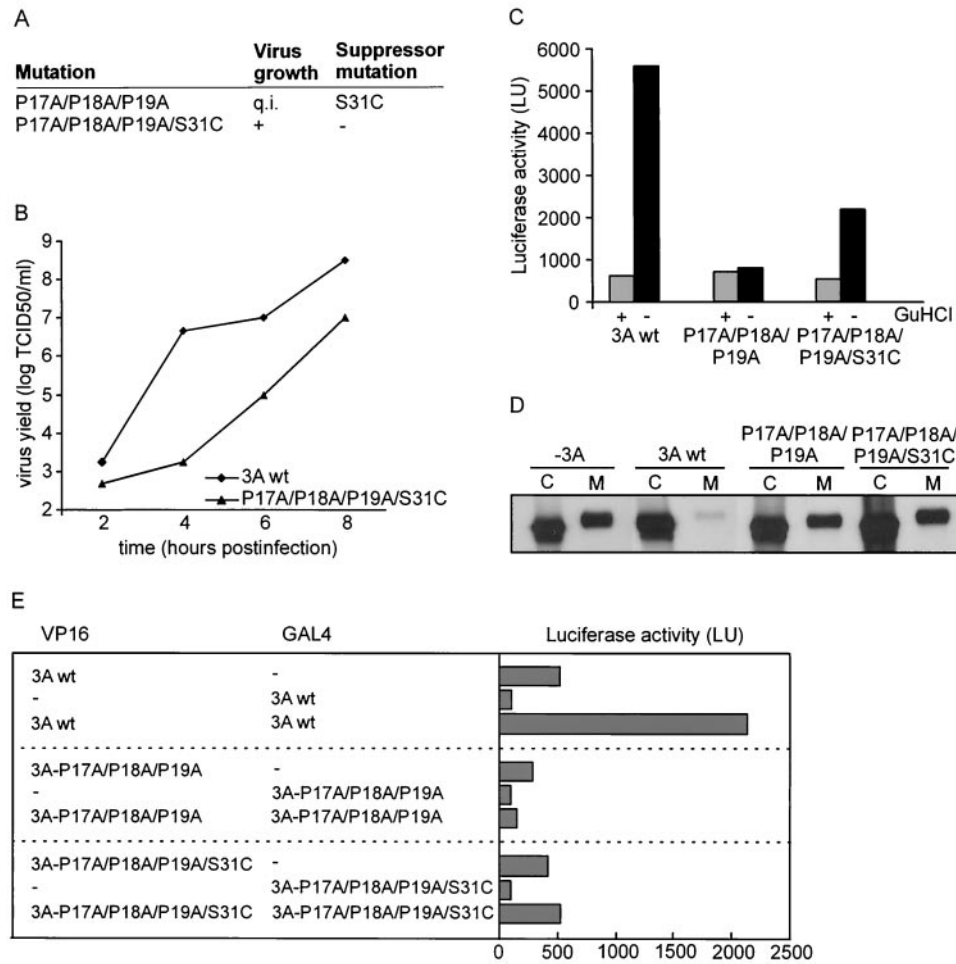 A
Mutation Virus growth Suppressor mutation
P17A/P18A/P19A q.i. S31C
P17A/P18A/P19A/S31C + -
B
virus yield (log TCID50/ml)
9
8
7
6
5
4
3
2
2 4 6 8
time (hours postinfection)
3A wt
P17A/P18A/P19A/S31C
C
Luciferase activity (LU)
6000
5000
4000
3000
2000
1000
0
+ - + - + - GuHCl
3A wt P17A/P18A/ P17A/P18A/
P19A P19A/S31C
D
P17A/P18A/ P17A/P18A/
-3A 3A wt P19A P19A/S31C
C M C M C M C M
E
VP16 GAL4 Luciferase activity (LU)
3A wt -
- 3A wt
3A wt 3A wt
3A-P17A/P18A/P19A -
- 3A-P17A/P18A/P19A
3A-P17A/P18A/P19A 3A-P17A/P18A/P19A
3A-P17A/P18A/P19A/S31C -
- 3A-P17A/P18A/P19A/S31C
3A-P17A/P18A/P19A/S31C 3A-P17A/P18A/P19A/S31C
0 500 1000 1500 2000 2500